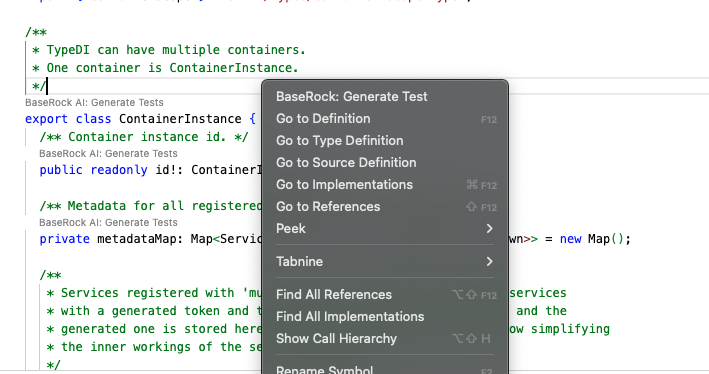 /**
* TypeDI can have multiple containers.
* One container is ContainerInstance.
*/
BaseRock AI: Generate Tests
export class ContainerInstance {
/** Container instance id. */
BaseRock AI: Generate Tests
public readonly id!: ContainerI
/** Metadata for all registered
BaseRock AI: Generate Tests
private metadataMap: Map<Servic wn>> = new Map();
/**
* Services registered with 'mu services
* with a generated token and t and the
* generated one is stored here ow simplifying
* the inner workings of the se
*/
BaseRock: Generate Test
Go to Definition F12
Go to Type Definition
Go to Source Definition
Go to Implementations ⌘ F12
Go to References ⇧ F12
Peek
Tabnine
Find All References ⌥⇧ F12
Find All Implementations
Show Call Hierarchy ⌥⇧ H
Rename Symbol F2